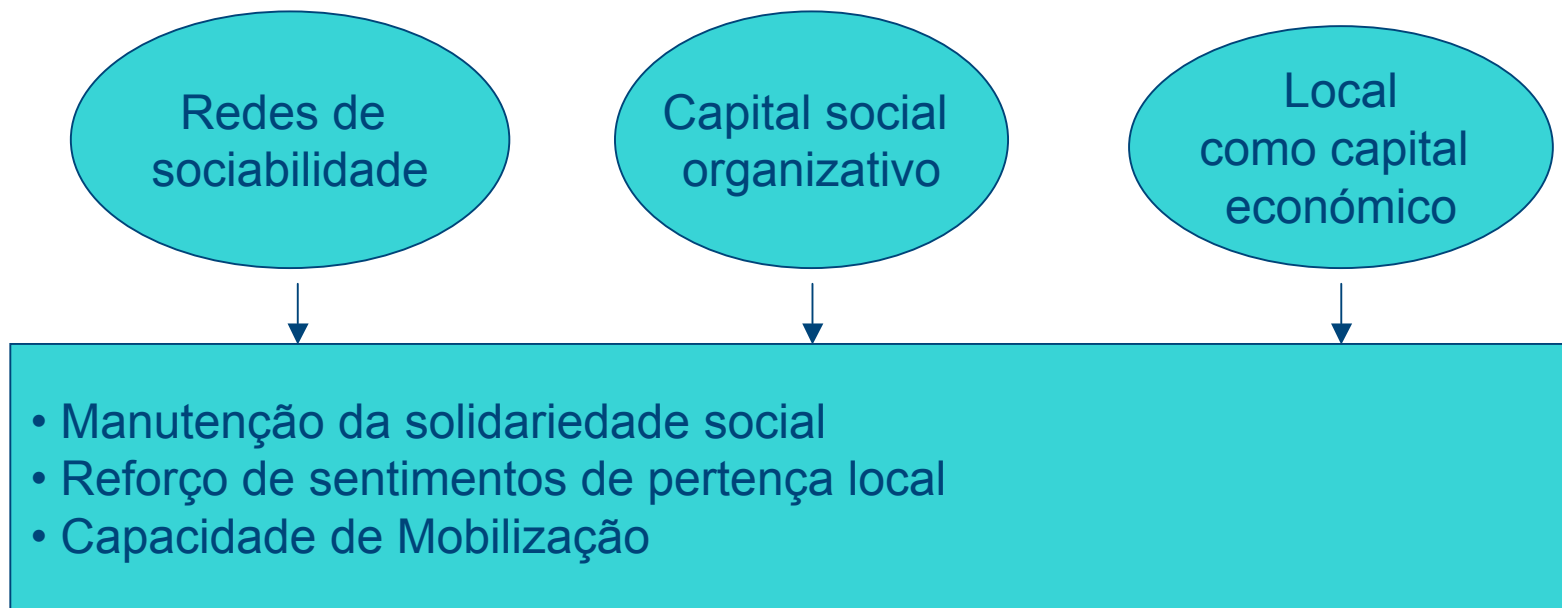 Redes de
sociabilidade
Capital social
organizativo
Local
como capital
económico
• Manutenção da solidariedade social
• Reforço de sentimentos de pertença local
• Capacidade de Mobilização